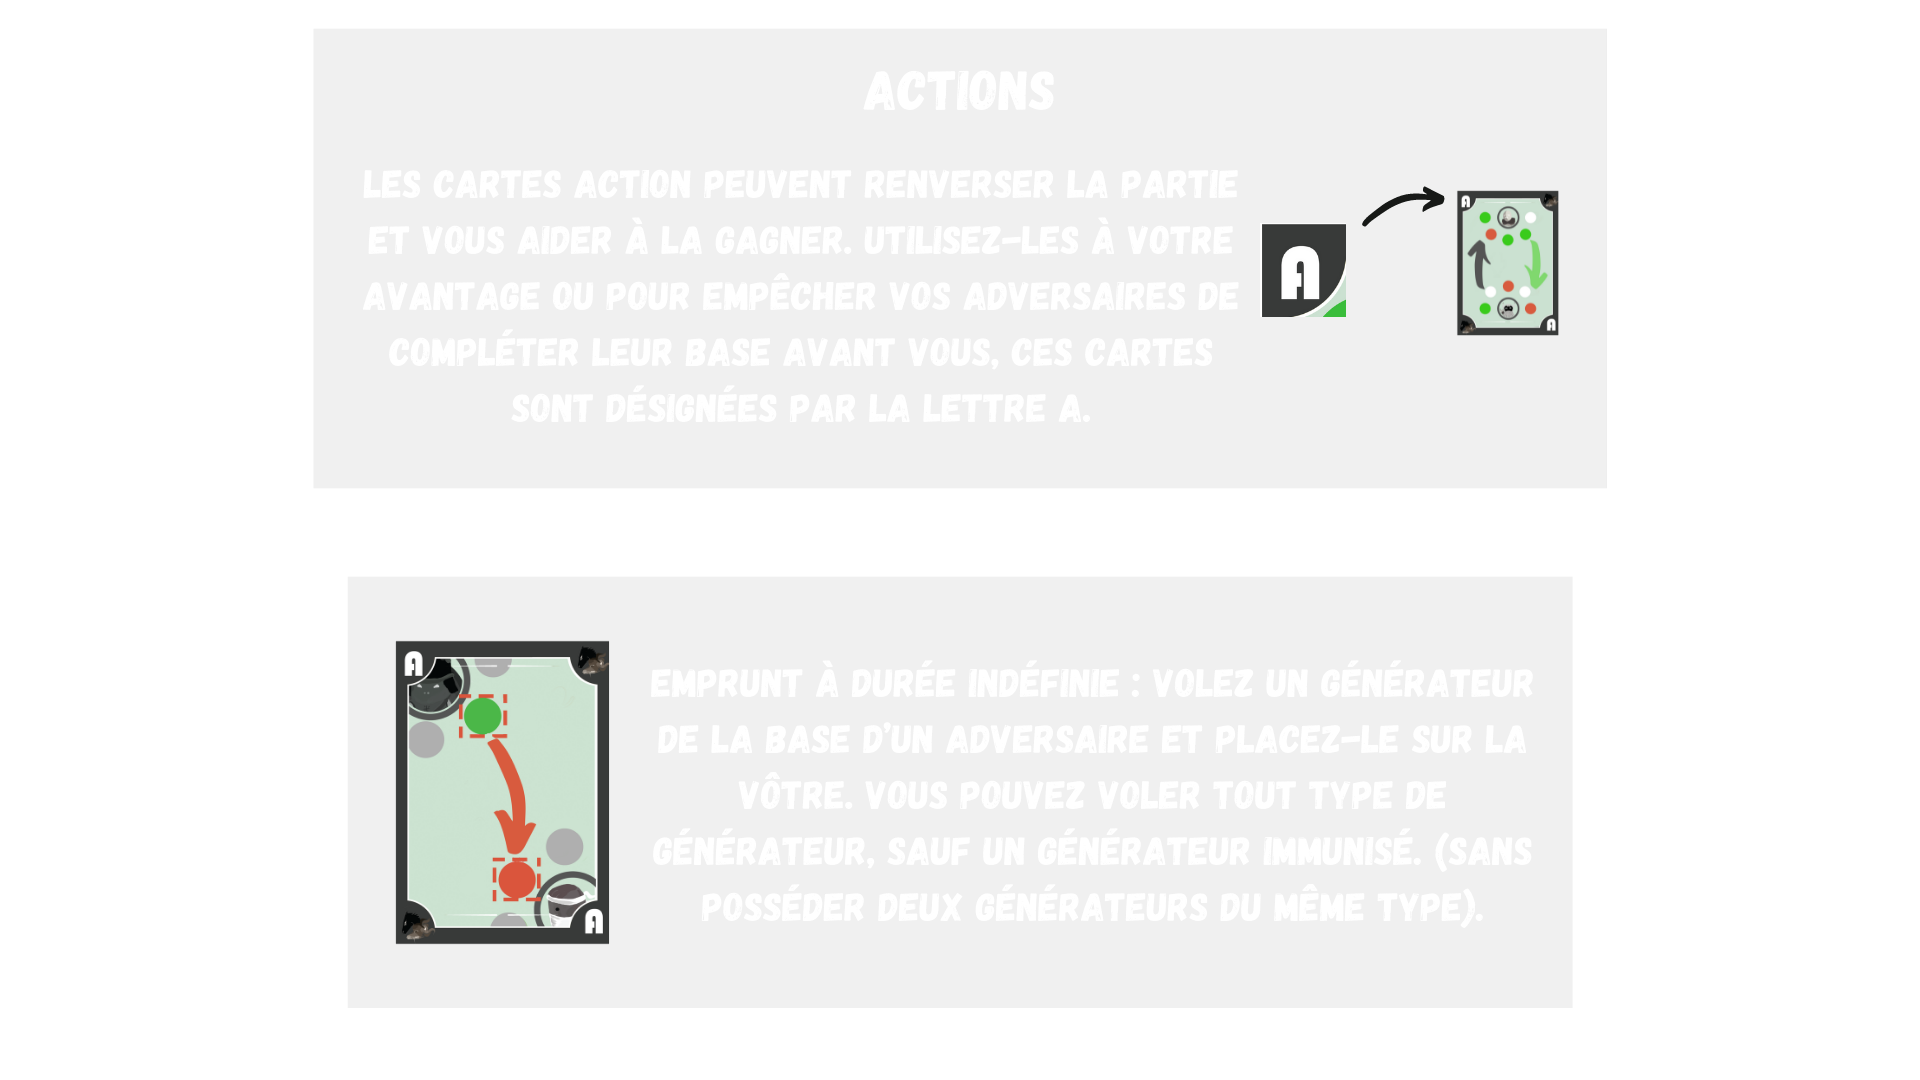 ACTIONS
LES CARTES ACTION PEUVENT RENVERSER LA PARTIE
ET VOUS AIDER À LA GAGNER. UTILISEZ-LES À VOTRE
AVANTAGE OU POUR EMPÊCHER VOS ADVERSAIRES DE
COMPLÉTER LEUR BASE AVANT VOUS, CES CARTES
SONT DÉSIGNÉES PAR LA LETTRE A.
A
A
A
A
EMPRUNT À DURÉE INDÉFINIE : VOLEZ UN GÉNÉRATEUR
DE LA BASE D'UN ADVERSAIRE ET PLACEZ-LE SUR LA
VÔTRE. VOUS POUVEZ VOLER TOUT TYPE DE
GÉNÉRATEUR, SAUF UN GÉNÉRATEUR IMMUNISÉ. (SANS
POSSÉDER DEUX GÉNÉRATEURS DU MÊME TYPE).
A